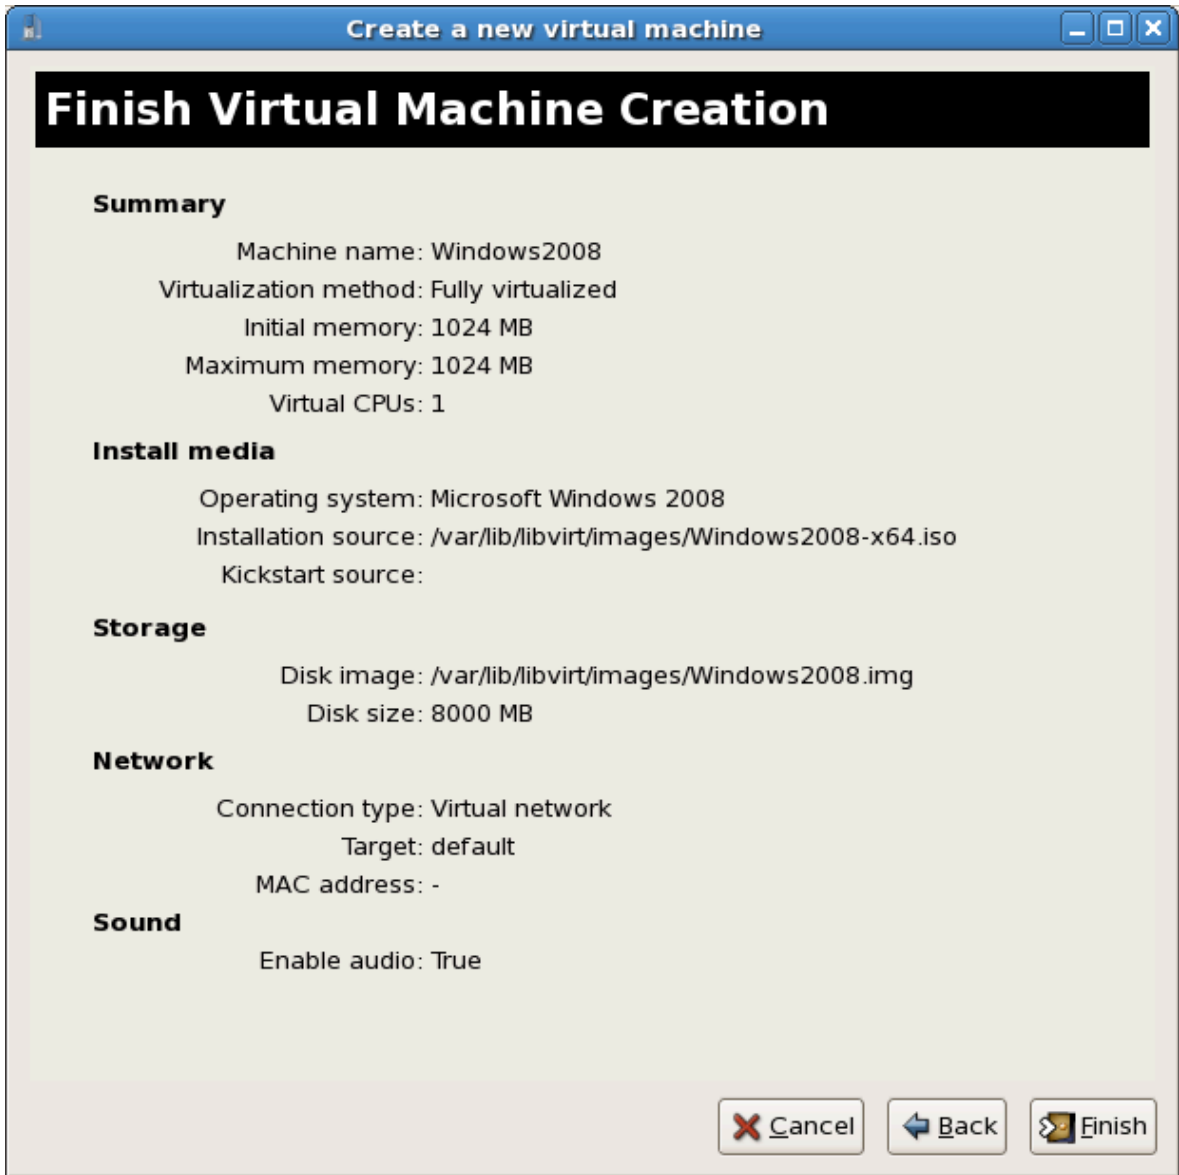 Create a new virtual machine
Finish Virtual Machine Creation
Summary
Machine name: Windows2008
Virtualization method: Fully virtualized
Initial memory: 1024 MB
Maximum memory: 1024 MB
Virtual CPUs: 1
Install media
Operating system: Microsoft Windows 2008
Installation source: /var/lib/libvirt/images/Windows2008-x64.iso
Kickstart source:
Storage
Disk image: /var/lib/libvirt/images/Windows2008.img
Disk size: 8000 MB
Network
Connection type: Virtual network
Target: default
MAC address: -
Sound
Enable audio: True
Cancel Back Finish